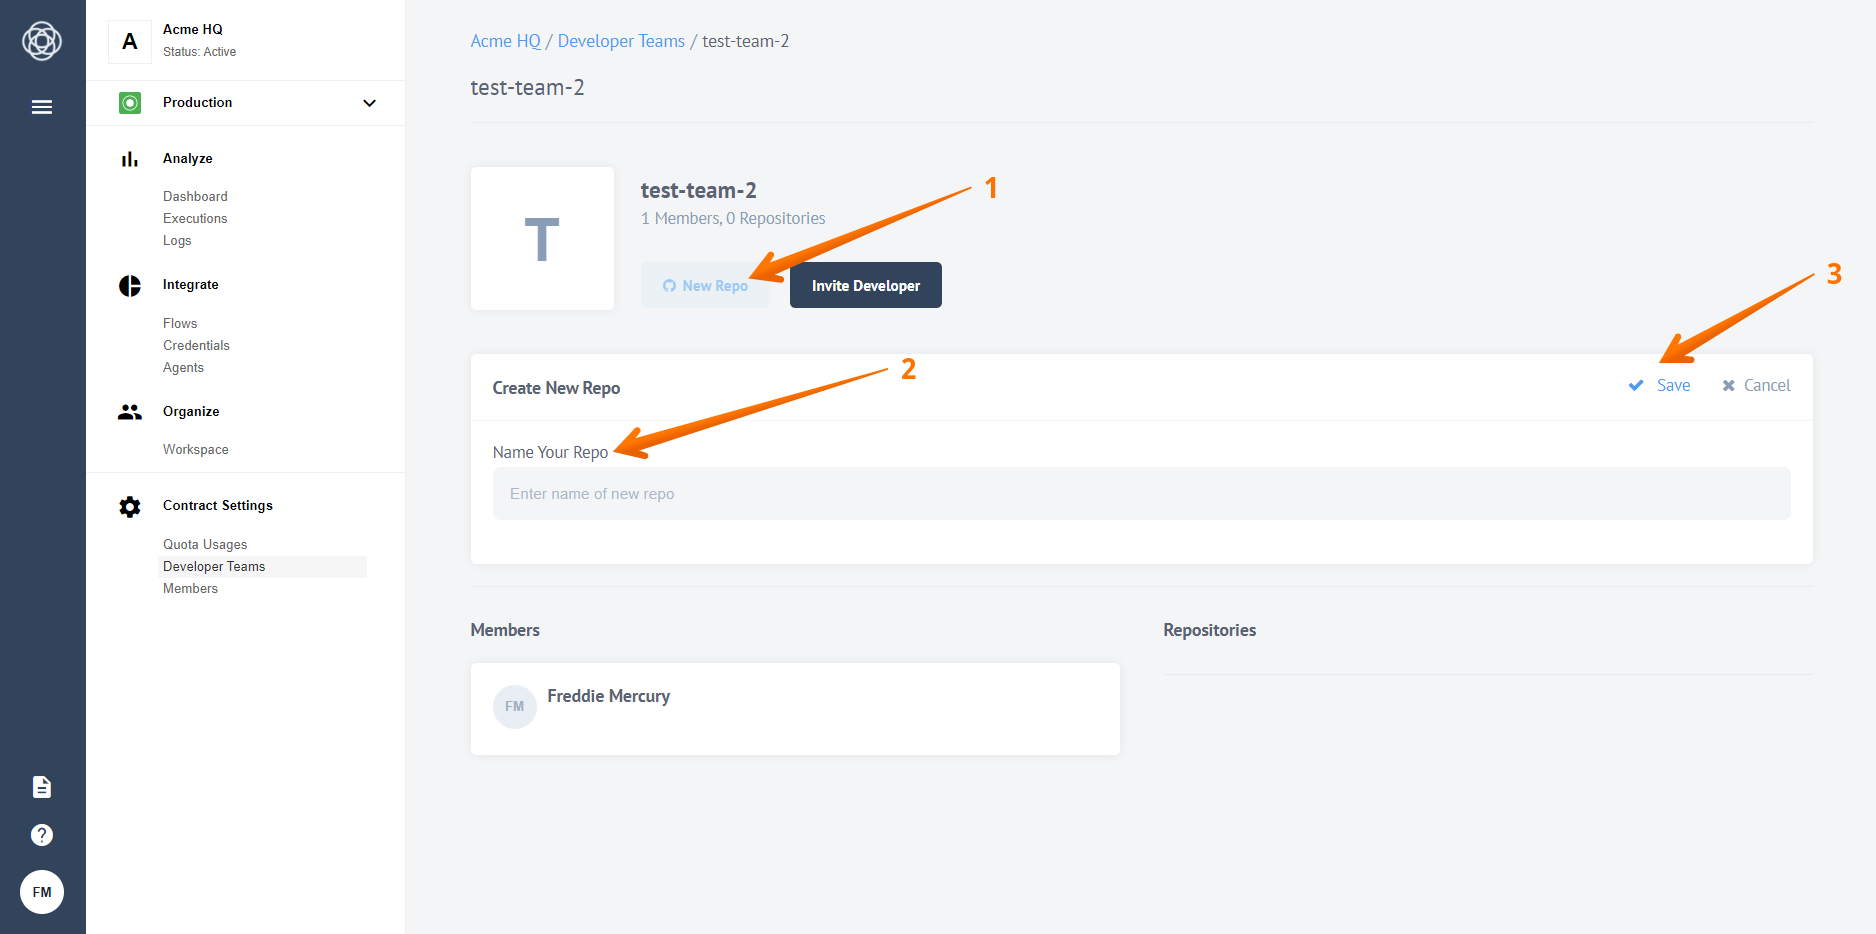 A
Acme HQ
Status: Active
Production
Analyze
Dashboard
Executions
Logs
Integrate
Flows
Credentials
Agents
Organize
Workspace
Contract Settings
Quota Usages
Developer Teams
Members
?
FM
Acme HQ / Developer Teams / test-team-2
test-team-2
T
test-team-2
1 Members, 0 Repositories
1
New Repo
Invite Developer
2
3
Create New Repo
Save
Cancel
Name Your Repo
Enter name of new repo
Members
FM
Freddie Mercury
Repositories